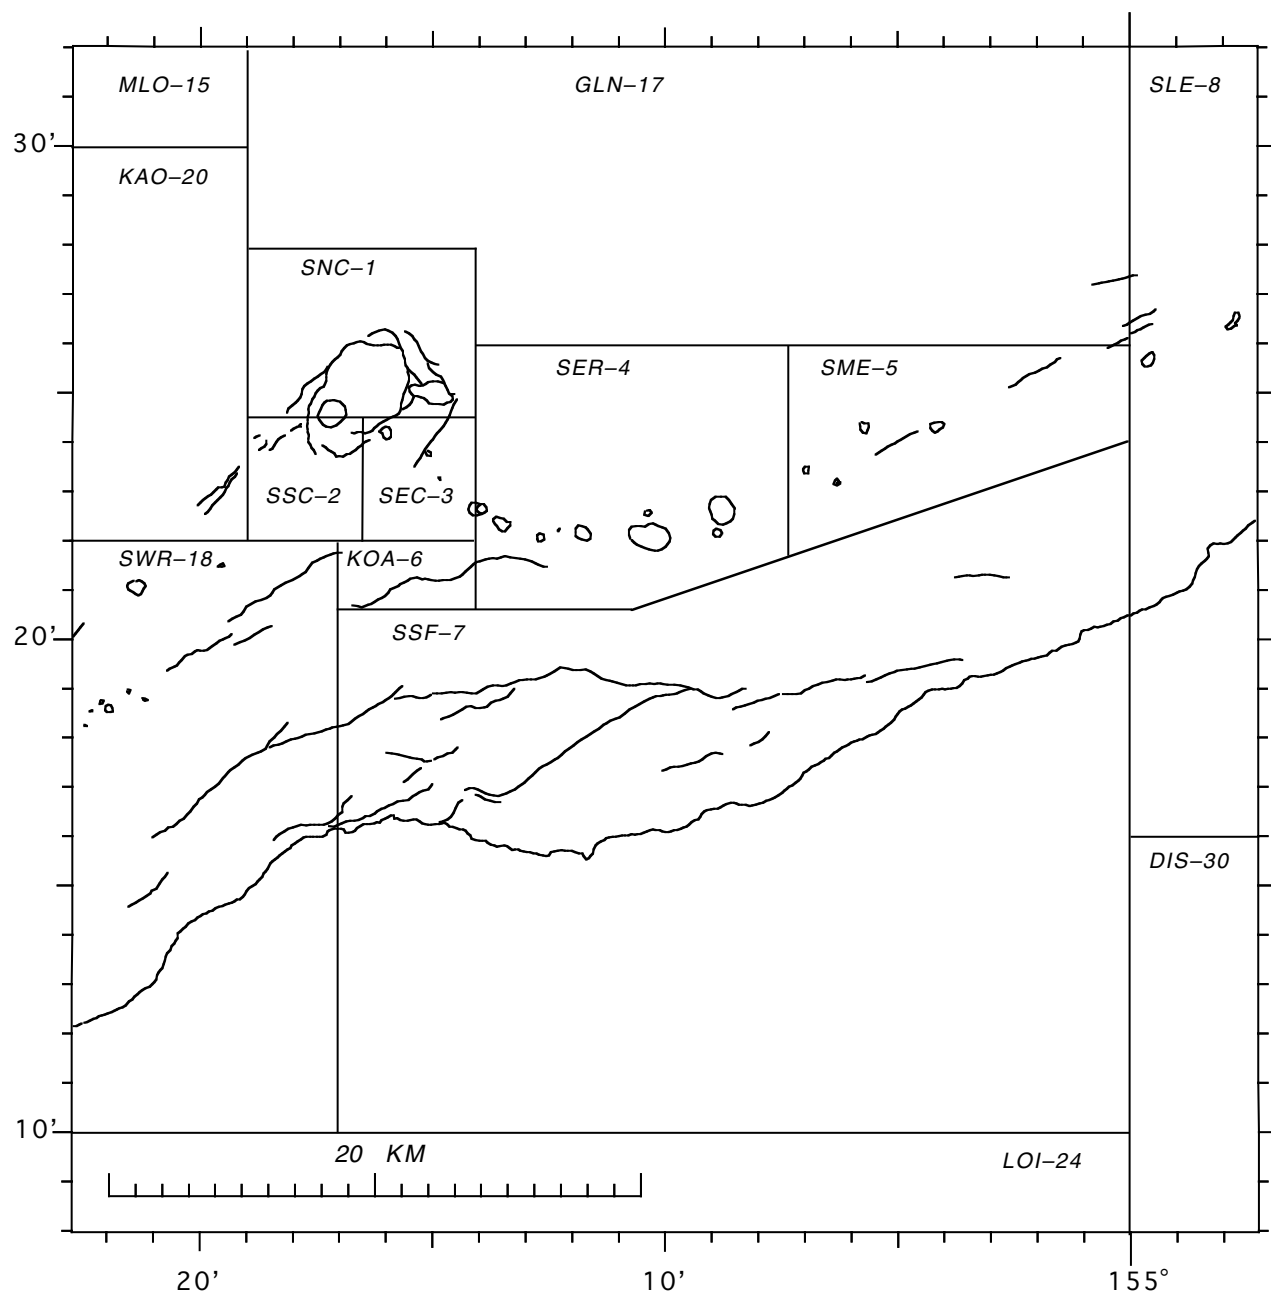 MLO–15 GLN–17 SLE–8
30’
KAO–20
SNC–1
SER–4 SME–5
SSC–2 SEC–3
SWR–18 KOA–6
20’ SSF–7
DIS–30
10’
20 KM LOI–24
20’ 10’ 155°